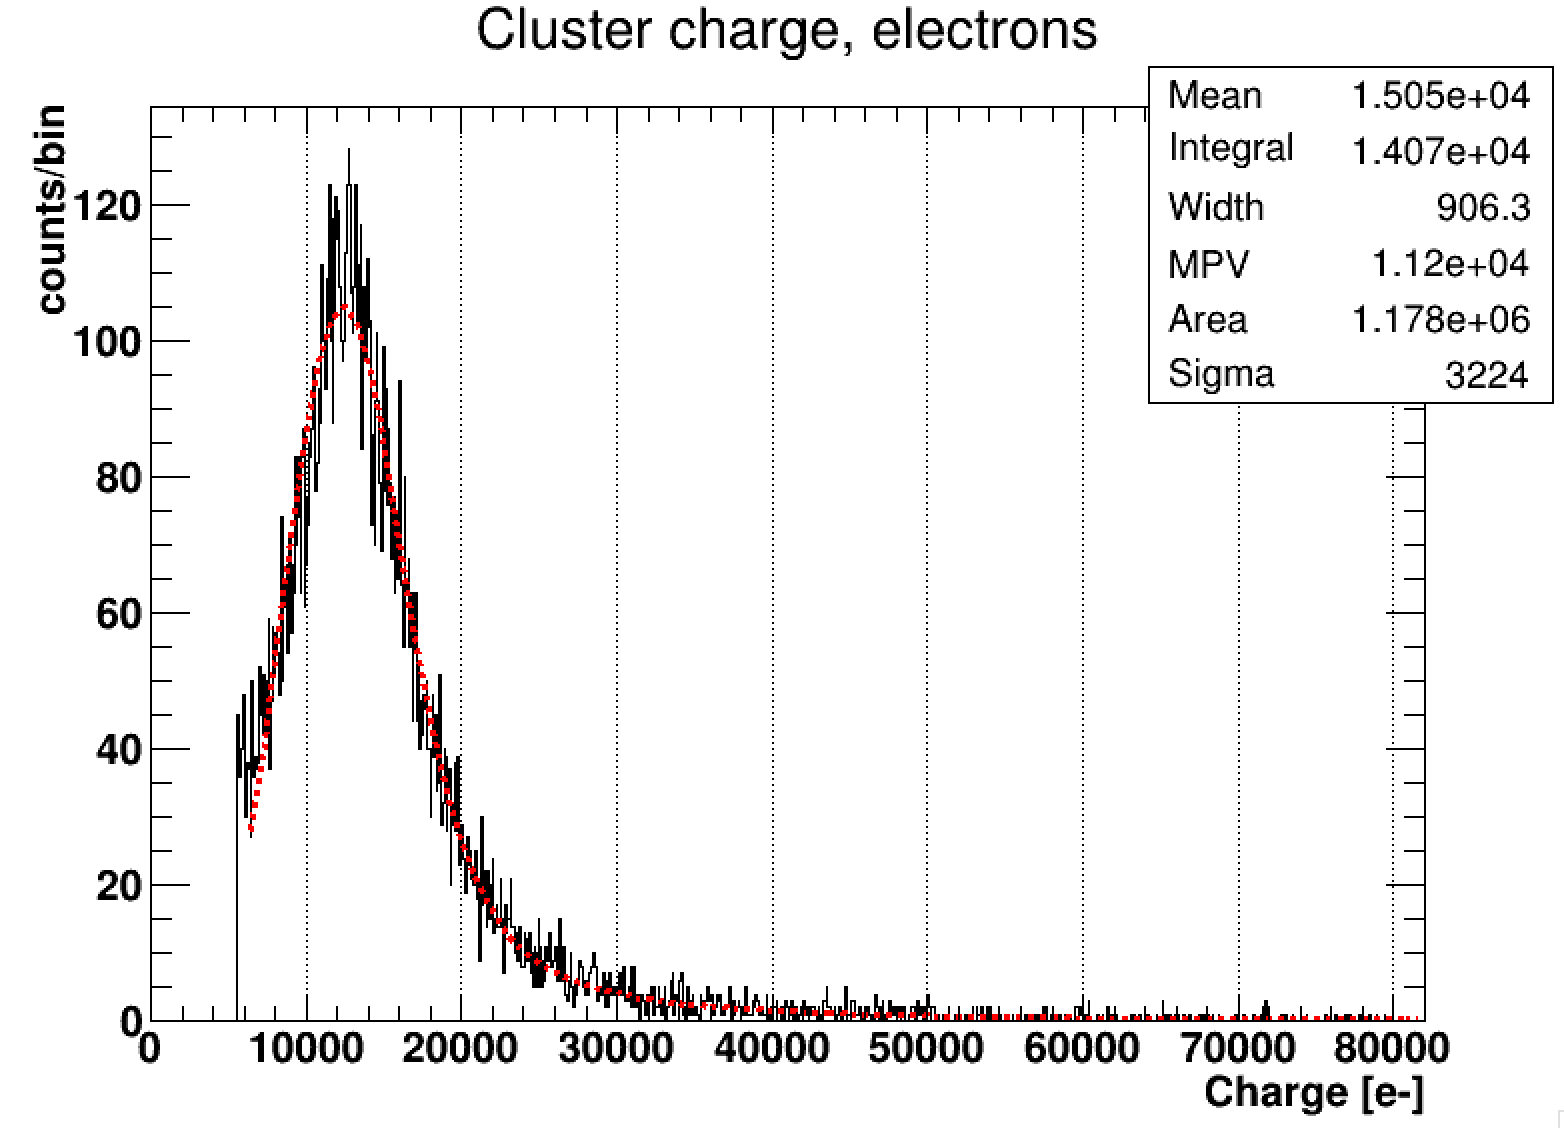 Cluster charge, electrons
Mean 1.505e+04
Integral 1.407e+04
Width 906.3
MPV 1.12e+04
Area 1.178e+06
Sigma 3224
counts/bin
120
100
80
60
40
20
0
0 10000 20000 30000 40000 50000 60000 70000 80000
Charge [e-]